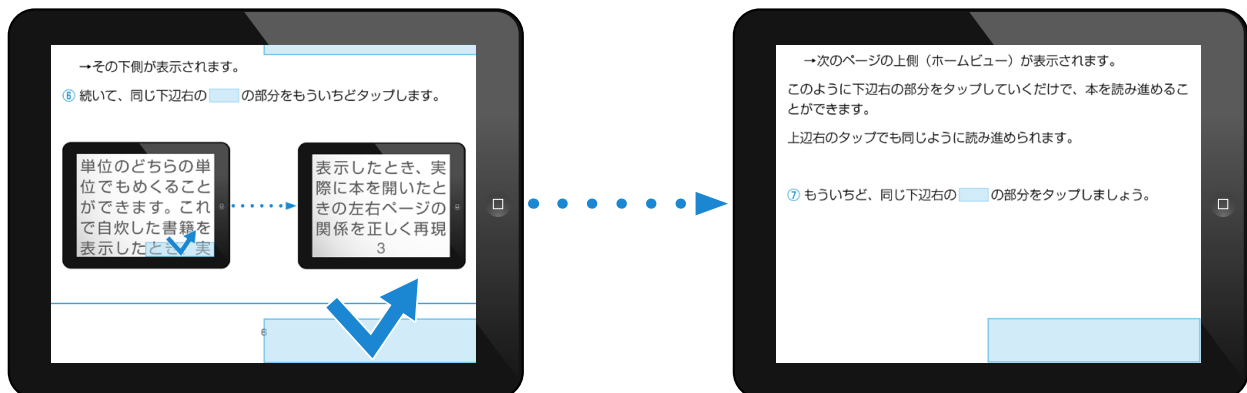 →その下側が表示されます。
⑥ 続いて、同じ下辺右の の部分をもういちどタップします。
単位のどちらの単
位でもめくること
ができます。これ
で自炊した書籍を
表示したとき、実
表示したとき、実
際に本を開いたと
きの左右ページの
関係を正しく再現
3
6
→次のページの上側（ホームビュー）が表示されます。
このように下辺右の部分をタップしていくだけで、本を読み進めるこ
とができます。
上辺右のタップでも同じように読み進められます。
⑦ もういちど、同じ下辺右の の部分をタップしましょう。